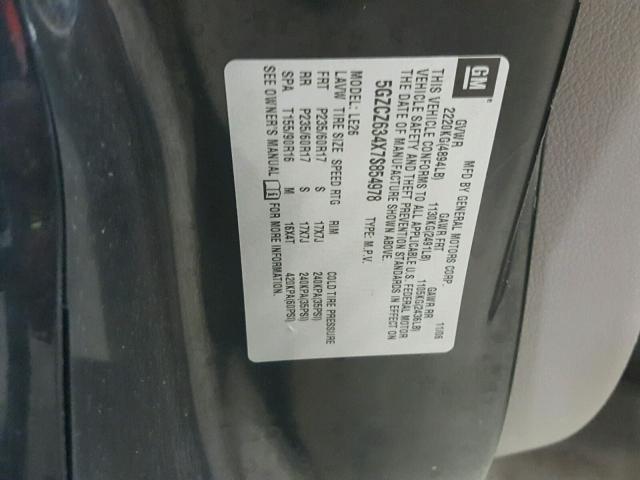 GM
MFD BY GENERAL MOTORS CORP. 11/06
GVWR GAWR FRT GAWR RR
2220KG(4894LB) 1130KG(2491LB) 1105KG(2436LB)
THIS VEHICLE CONFORMS TO ALL APPLICABLE U.S. FEDERAL MOTOR
VEHICLE SAFETY AND THEFT PREVENTION STANDARDS IN EFFECT ON
THE DATE OF MANUFACTURE SHOWN ABOVE.
5GZCZ634X7S854978 TYPE: M.P.V.
MODEL: LE26
LAVW TIRE SIZE SPEED RTG RIM COLD TIRE PRESSURE
FRT P235/60R17 S 17X7J 240KPA(35PSI)
RR P235/60R17 S 17X7J 240KPA(35PSI)
SPA T155/90R16 M 16X4T 420KPA(60PSI)
SEE OWNER'S MANUAL FOR MORE INFORMATION.